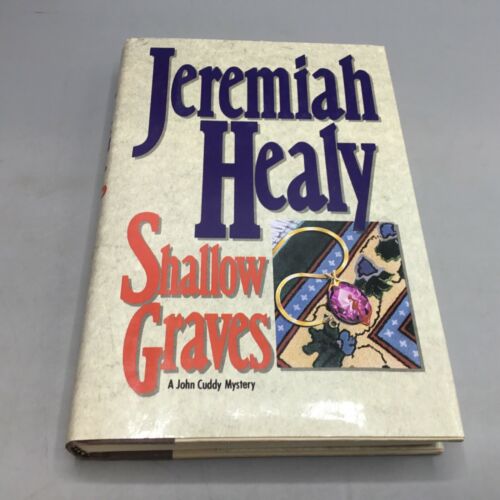 Jeremiah
Healy
Shallow
Graves
A John Cuddy Mystery